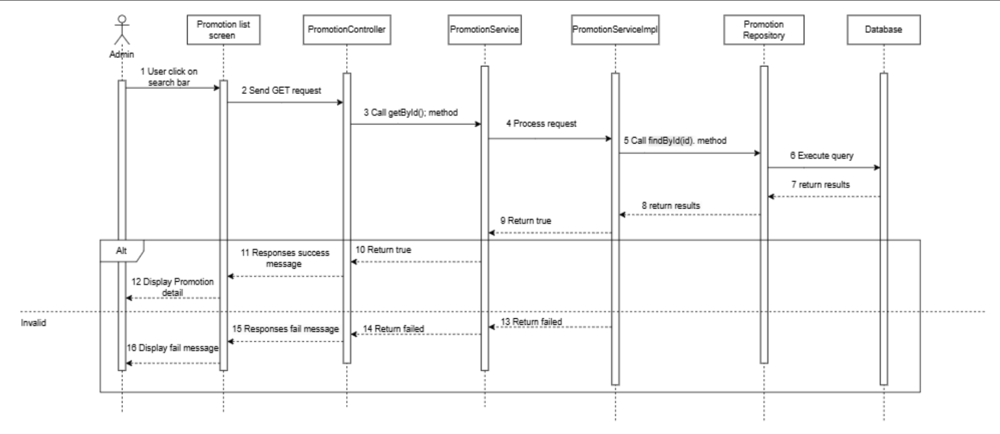 Promotion list
screen
PromotionController
PromotionService
PromotionServiceImpl
Promotion
Repository
Database
Admin
1 User click on
search bar
2 Send GET request
3 Call getById(); method
4 Process request
5 Call findById(id). method
6 Execute query
7 return results
8 return results
9 Return true
Alt
10 Return true
11 Responses success
message
12 Display Promotion
detail
Invalid
13 Return failed
14 Return failed
15 Responses fail message
16 Display fail message